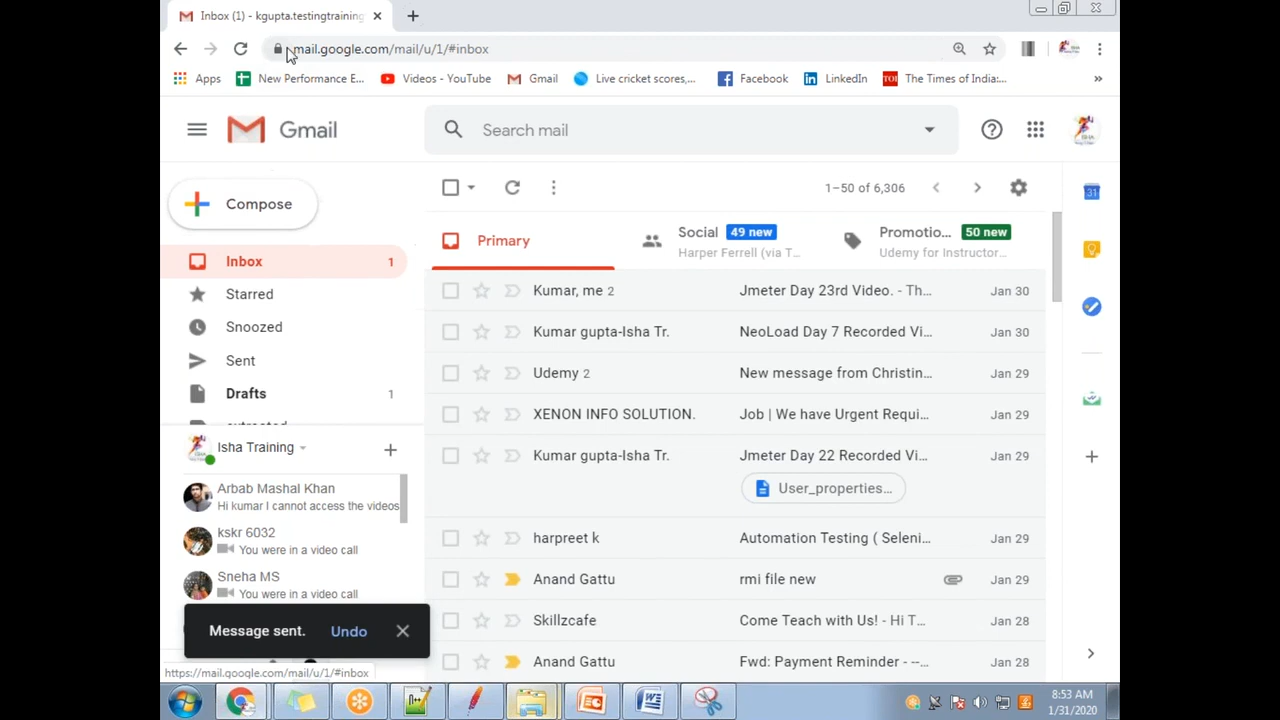 Inbox (1) - kgupta.testingtraining
mail.google.com/mail/u/1/#inbox
Apps
New Performance E...
Videos - YouTube
Gmail
Live cricket scores,...
Facebook
LinkedIn
TOI
The Times of India:...
»
Gmail
Search mail
Compose
1–50 of 6,306
31
Primary
Social
49 new
Harper Ferrell (via T...
Promotio...
50 new
Udemy for Instructor...
Inbox
1
Starred
Snoozed
Sent
Drafts
1
Isha Training
Arbab Mashal Khan
Hi kumar I cannot access the videos
kskr 6032
You were in a video call
Sneha MS
You were in a video call
Kumar, me 2
Jmeter Day 23rd Video. - Th...
Jan 30
Kumar gupta-Isha Tr.
NeoLoad Day 7 Recorded Vi...
Jan 30
Udemy 2
New message from Christin...
Jan 29
XENON INFO SOLUTION.
Job | We have Urgent Requi...
Jan 29
Kumar gupta-Isha Tr.
Jmeter Day 22 Recorded Vi...
Jan 29
User_properties...
harpreet k
Automation Testing ( Seleni...
Jan 29
Anand Gattu
rmi file new
Jan 29
Skillzcafe
Come Teach with Us! - Hi T...
Jan 28
Anand Gattu
Fwd: Payment Reminder - --...
Jan 28
Message sent.
Undo
https://mail.google.com/mail/u/1/#inbox
8:53 AM
1/31/2020